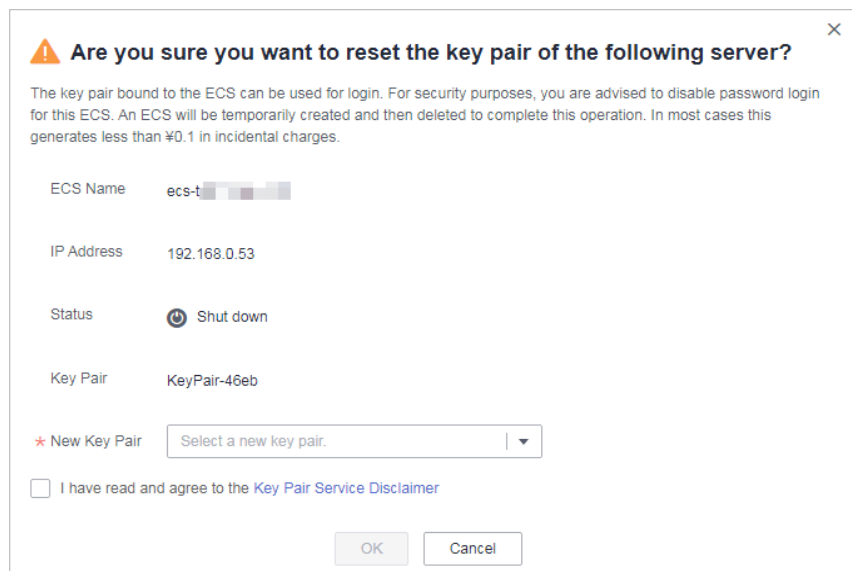 Are you sure you want to reset the key pair of the following server?
The key pair bound to the ECS can be used for login. For security purposes, you are advised to disable password login
for this ECS. An ECS will be temporarily created and then deleted to complete this operation. In most cases this
generates less than ¥0.1 in incidental charges.
ECS Name ecs-t
IP Address 192.168.0.53
Status Shut down
Key Pair KeyPair-46eb
* New Key Pair Select a new key pair.
I have read and agree to the Key Pair Service Disclaimer
OK Cancel